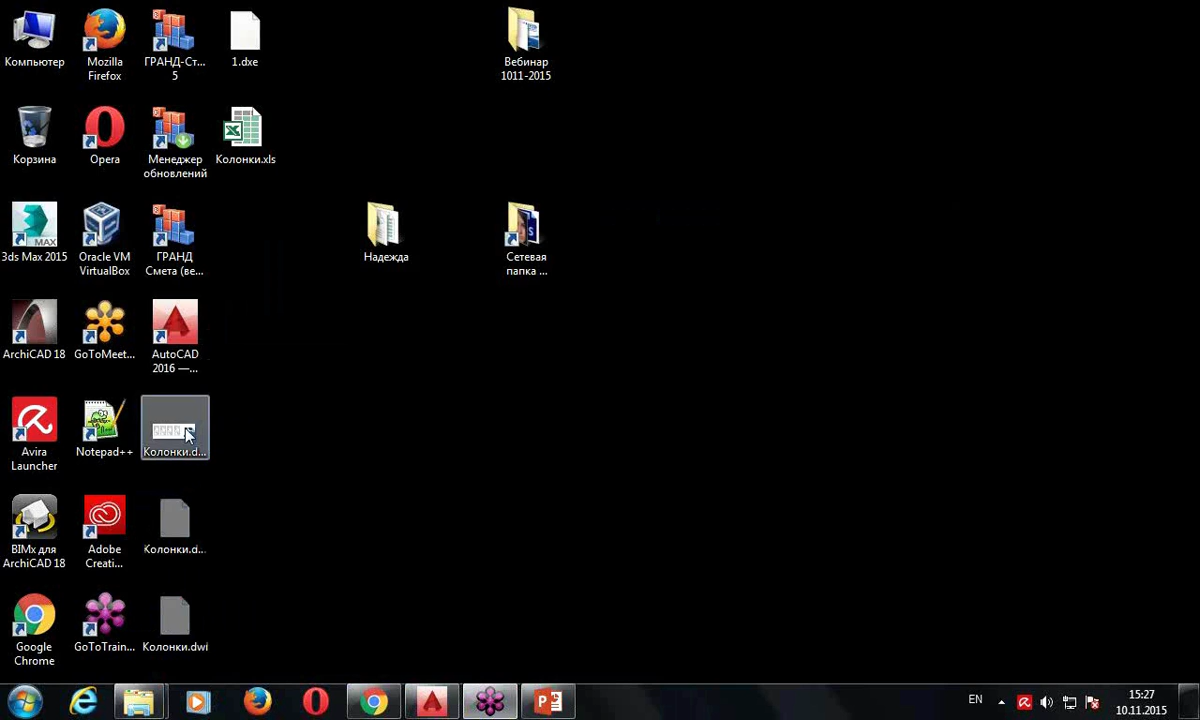 Компьютер
Mozilla
Firefox
ГРАНД-Ст...
5
1.dxe
Вебинар
1011-2015
Корзина
Opera
Менеджер
обновлений
Колонки.xls
MAX
3ds Max 2015
Oracle VM
VirtualBox
ГРАНД
Смета (ве...
Надежда
Сетевая
папка ...
ArchiCAD 18
GoToMeet...
AutoCAD
2016 —...
Avira
Launcher
Notepad++
Колонки.d...
BIMx для
ArchiCAD 18
Adobe
Creati...
Колонки.d...
Google
Chrome
GoToTrain...
Колонки.dwl
EN
15:27
10.11.2015